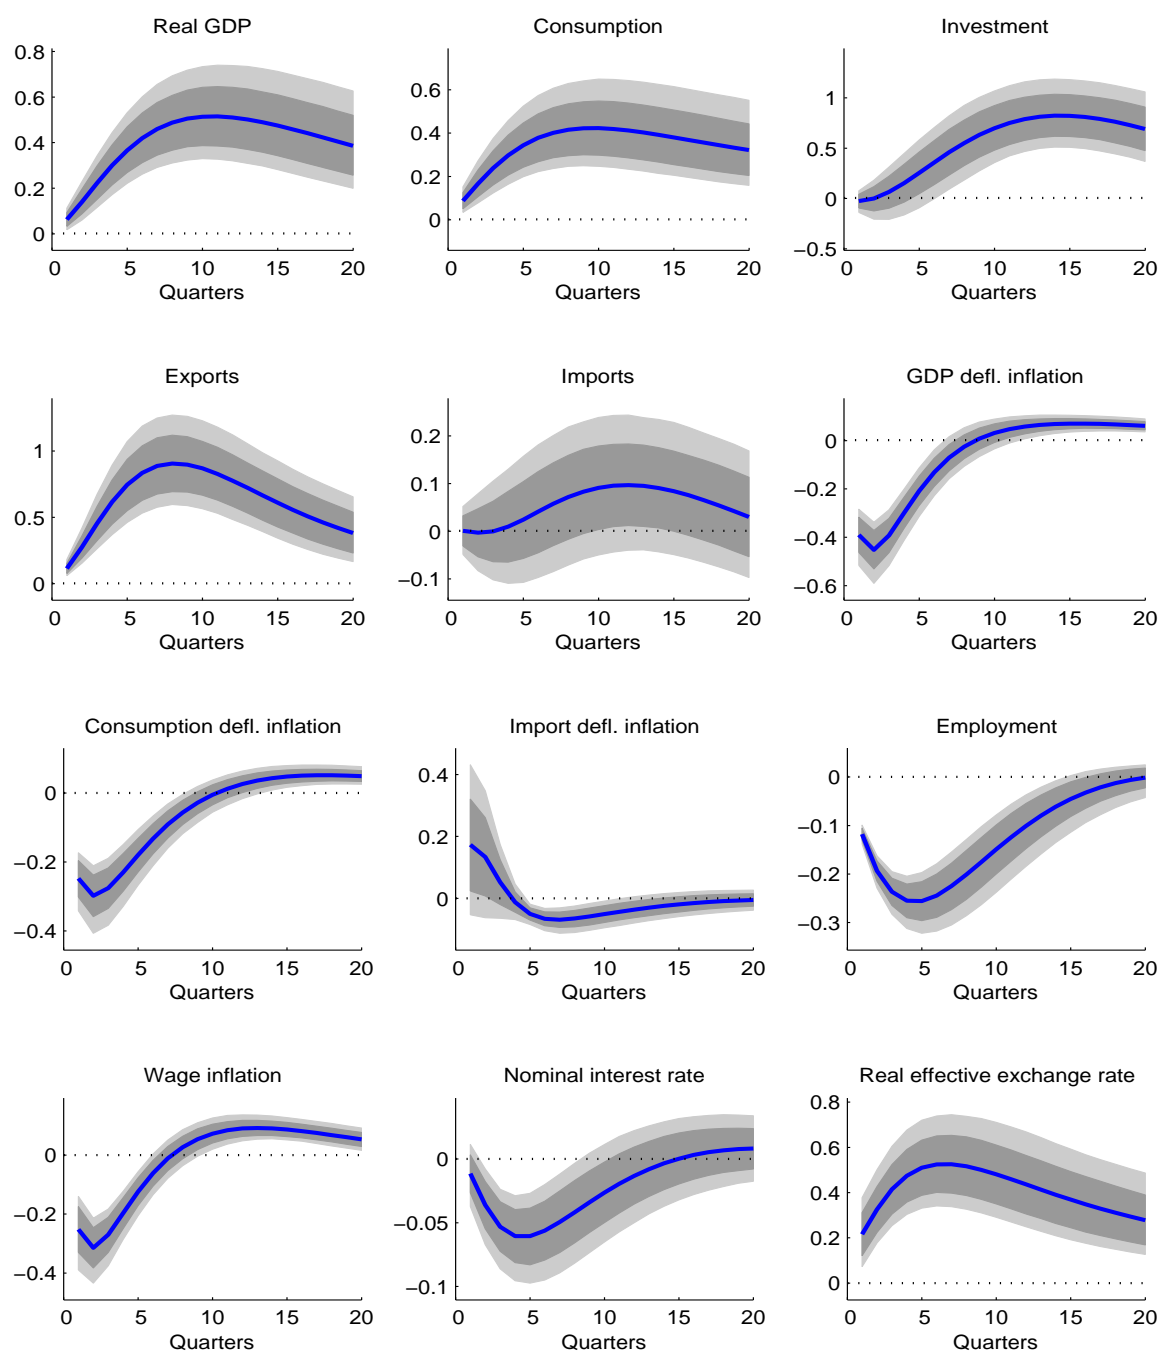 Real GDP Consumption Investment
0.8
0.6
0.4
0.2
0
0 5 10 15 20
Quarters
0.6
0.4
0.2
0
0 5 10 15 20
Quarters
1
0.5
0
−0.5
0 5 10 15 20
Quarters
Exports Imports GDP defl. inflation
1
0.5
0
0 5 10 15 20
Quarters
0.2
0.1
0
−0.1
0 5 10 15 20
Quarters
0
−0.2
−0.4
−0.6
0 5 10 15 20
Quarters
Consumption defl. inflation Import defl. inflation Employment
0
−0.2
−0.4
0 5 10 15 20
Quarters
0.4
0.2
0
0 5 10 15 20
Quarters
0
−0.1
−0.2
−0.3
0 5 10 15 20
Quarters
Wage inflation Nominal interest rate Real effective exchange rate
0
−0.2
−0.4
0 5 10 15 20
Quarters
0
−0.05
−0.1
0 5 10 15 20
Quarters
0.8
0.6
0.4
0.2
0
0 5 10 15 20
Quarters